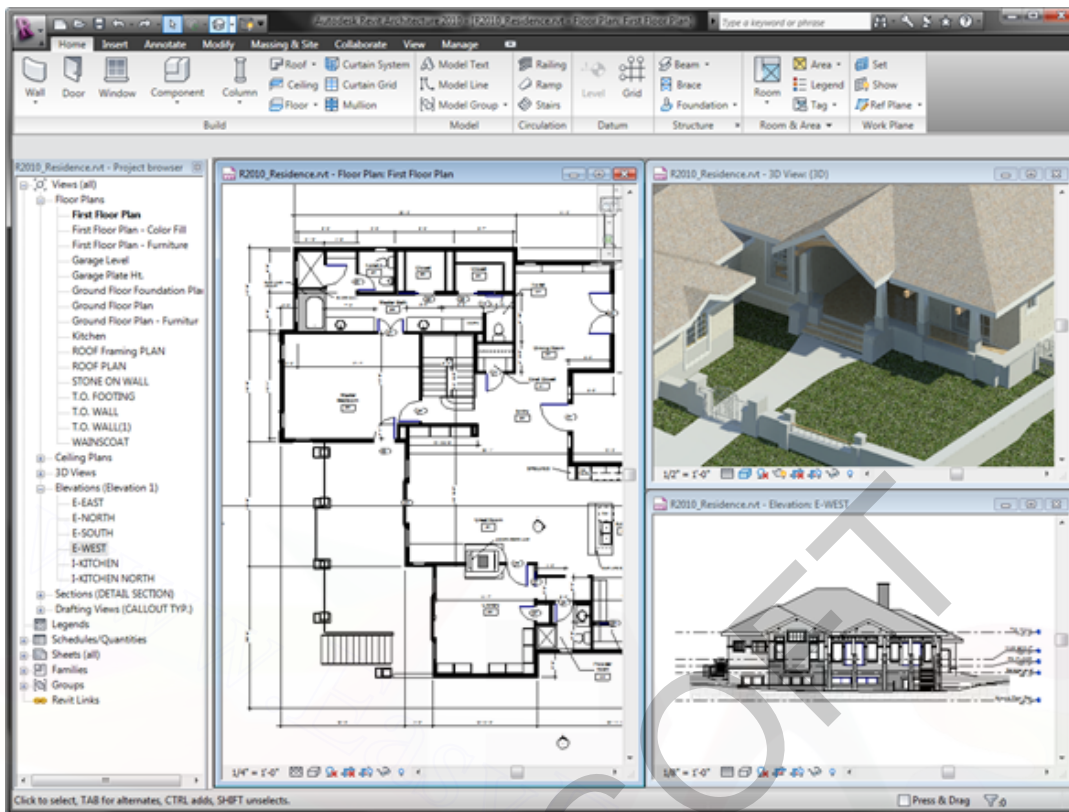 Autodesk Revit Architecture 2010 - [R2010_Residence.rvt - Floor Plan: First Floor Plan]
Type a keyword or phrase
Home Insert Annotate Modify Massing & Site Collaborate View Manage
Wall Door Window Component Column
Roof Curtain System
Ceiling Curtain Grid
Floor Mullion
Build
Model Text
Model Line
Model Group
Model
Railing
Ramp
Stairs
Circulation
Level Grid
Datum
Beam
Brace
Foundation
Structure
Room
Area
Legend
Tag
Room & Area
Set
Show
Ref Plane
Work Plane
R2010_Residence.rvt - Project browser
Views (all)
Floor Plans
First Floor Plan
First Floor Plan - Color Fill
First Floor Plan - Furniture
Garage Level
Garage Plate Ht.
Ground Floor Foundation Pla
Ground Floor Plan
Ground Floor Plan - Furnitur
Kitchen
ROOF Framing PLAN
ROOF PLAN
STONE ON WALL
T.O. FOOTING
T.O. WALL
T.O. WALL(1)
WAINSCOAT
Ceiling Plans
3D Views
Elevations (Elevation 1)
E-EAST
E-NORTH
E-SOUTH
E-WEST
I-KITCHEN
I-KITCHEN NORTH
Sections (DETAIL SECTION)
Drafting Views (CALLOUT TYP.)
Legends
Schedules/Quantities
Sheets (all)
Families
Groups
Revit Links
R2010_Residence.rvt - Floor Plan: First Floor Plan
1/4" = 1'-0"
R2010_Residence.rvt - 3D View: {3D}
1/2" = 1'-0"
R2010_Residence.rvt - Elevation: E-WEST
1/8" = 1'-0"
Click to select, TAB for alternates, CTRL adds, SHIFT unselects.
Press & Drag :0